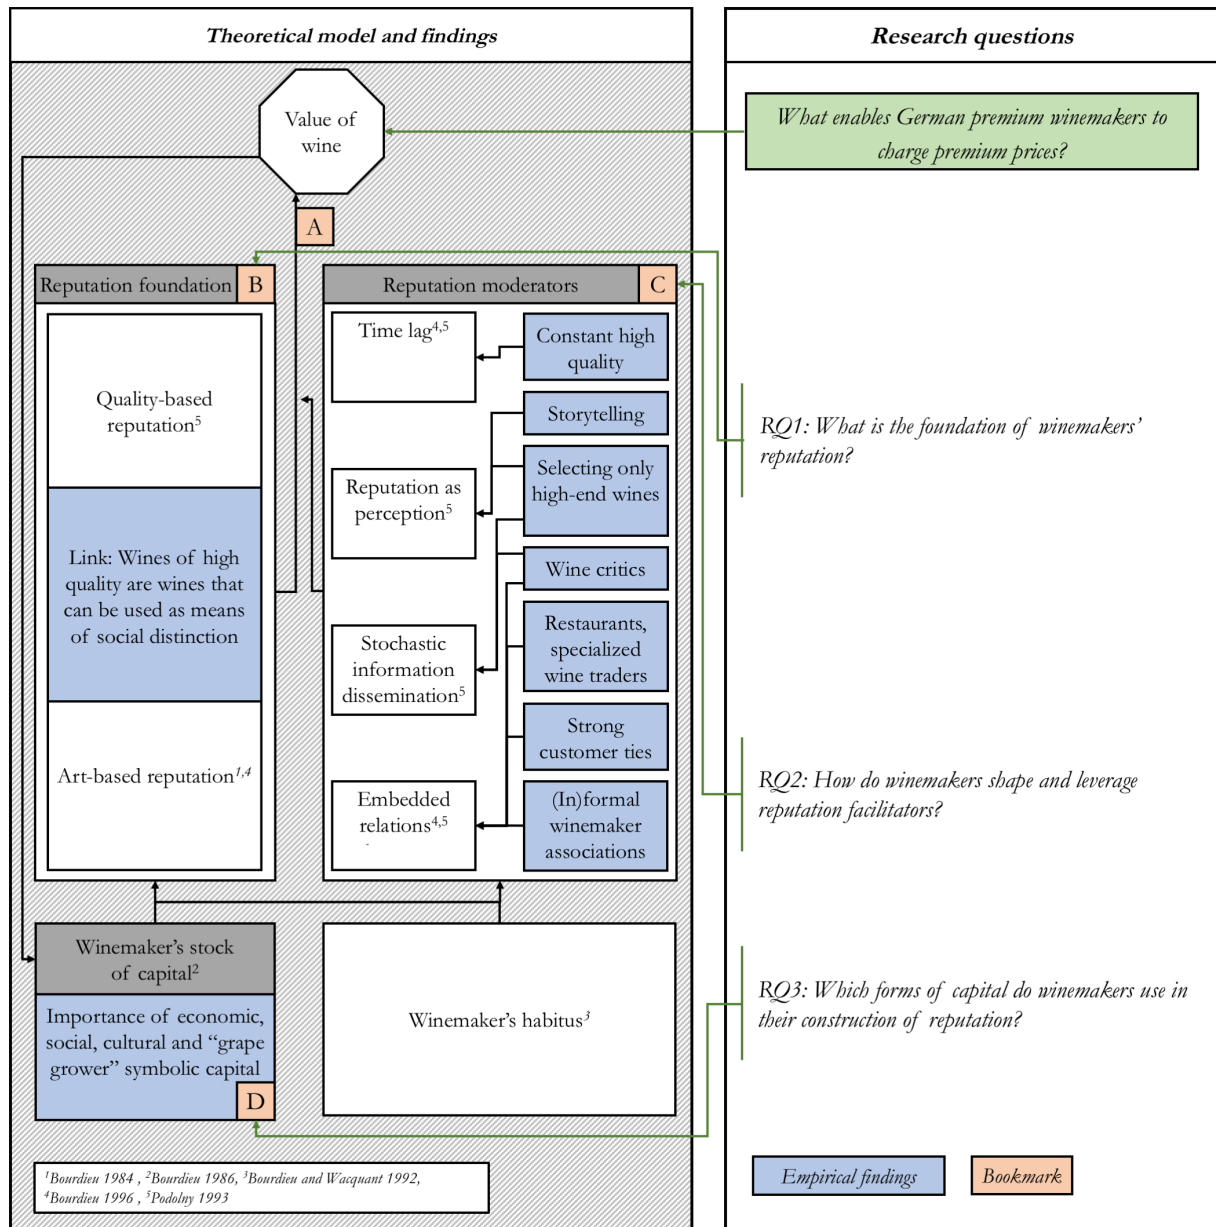 Theoretical model and findings
Research questions
Value of
wine
What enables German premium winemakers to
charge premium prices?
A
Reputation foundation
B
Reputation moderators
C
Quality-based
reputation⁵
Link: Wines of high
quality are wines that
can be used as means
of social distinction
Art-based reputation¹,⁴
Time lag⁴,⁵
Constant high
quality
Storytelling
Reputation as
perception⁵
Selecting only
high-end wines
Wine critics
Stochastic
information
dissemination⁵
Restaurants,
specialized
wine traders
Strong
customer ties
Embedded
relations⁴,⁵
(In)formal
winemaker
associations
RQ1: What is the foundation of winemakers’
reputation?
RQ2: How do winemakers shape and leverage
reputation facilitators?
Winemaker’s stock
of capital²
Importance of economic,
social, cultural and “grape
grower” symbolic capital
D
Winemaker’s habitus³
RQ3: Which forms of capital do winemakers use in
their construction of reputation?
¹Bourdieu 1984 , ²Bourdieu 1986, ³Bourdieu and Wacquant 1992,
⁴Bourdieu 1996 , ⁵Podolny 1993
Empirical findings
Bookmark